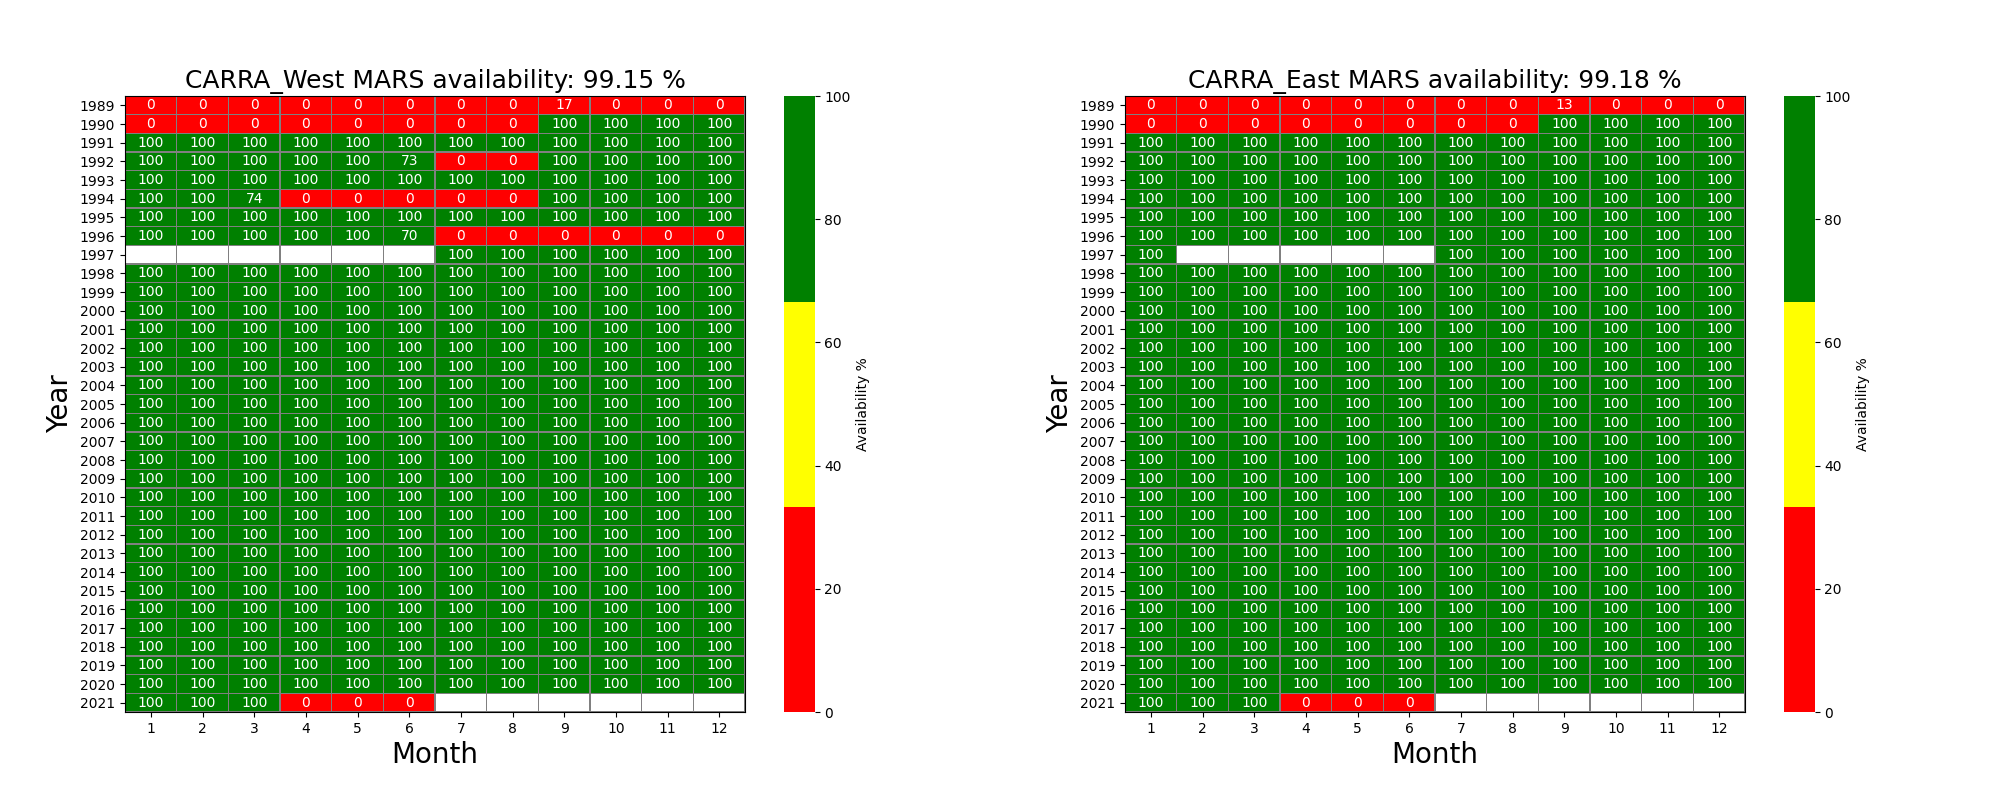 CARRA_West MARS availability: 99.15 %
1989 0 0 0 0 0 0 0 0 17 0 0 0
1990 0 0 0 0 0 0 0 0 100 100 100 100
1991 100 100 100 100 100 100 100 100 100 100 100 100
1992 100 100 100 100 100 73 0 0 100 100 100 100
1993 100 100 100 100 100 100 100 100 100 100 100 100
1994 100 100 74 0 0 0 0 0 100 100 100 100
1995 100 100 100 100 100 100 100 100 100 100 100 100
1996 100 100 100 100 100 70 0 0 0 0 0 0
1997 100 100 100 100 100 100
1998 100 100 100 100 100 100 100 100 100 100 100 100
1999 100 100 100 100 100 100 100 100 100 100 100 100
2000 100 100 100 100 100 100 100 100 100 100 100 100
2001 100 100 100 100 100 100 100 100 100 100 100 100
2002 100 100 100 100 100 100 100 100 100 100 100 100
2003 100 100 100 100 100 100 100 100 100 100 100 100
2004 100 100 100 100 100 100 100 100 100 100 100 100
2005 100 100 100 100 100 100 100 100 100 100 100 100
2006 100 100 100 100 100 100 100 100 100 100 100 100
2007 100 100 100 100 100 100 100 100 100 100 100 100
2008 100 100 100 100 100 100 100 100 100 100 100 100
2009 100 100 100 100 100 100 100 100 100 100 100 100
2010 100 100 100 100 100 100 100 100 100 100 100 100
2011 100 100 100 100 100 100 100 100 100 100 100 100
2012 100 100 100 100 100 100 100 100 100 100 100 100
2013 100 100 100 100 100 100 100 100 100 100 100 100
2014 100 100 100 100 100 100 100 100 100 100 100 100
2015 100 100 100 100 100 100 100 100 100 100 100 100
2016 100 100 100 100 100 100 100 100 100 100 100 100
2017 100 100 100 100 100 100 100 100 100 100 100 100
2018 100 100 100 100 100 100 100 100 100 100 100 100
2019 100 100 100 100 100 100 100 100 100 100 100 100
2020 100 100 100 100 100 100 100 100 100 100 100 100
2021 100 100 100 0 0 0
1 2 3 4 5 6 7 8 9 10 11 12
Month
Year
100
80
60
40
20
0
Availability %
CARRA_East MARS availability: 99.18 %
1989 0 0 0 0 0 0 0 0 13 0 0 0
1990 0 0 0 0 0 0 0 0 100 100 100 100
1991 100 100 100 100 100 100 100 100 100 100 100 100
1992 100 100 100 100 100 100 100 100 100 100 100 100
1993 100 100 100 100 100 100 100 100 100 100 100 100
1994 100 100 100 100 100 100 100 100 100 100 100 100
1995 100 100 100 100 100 100 100 100 100 100 100 100
1996 100 100 100 100 100 100 100 100 100 100 100 100
1997 100 100 100 100 100 100 100
1998 100 100 100 100 100 100 100 100 100 100 100 100
1999 100 100 100 100 100 100 100 100 100 100 100 100
2000 100 100 100 100 100 100 100 100 100 100 100 100
2001 100 100 100 100 100 100 100 100 100 100 100 100
2002 100 100 100 100 100 100 100 100 100 100 100 100
2003 100 100 100 100 100 100 100 100 100 100 100 100
2004 100 100 100 100 100 100 100 100 100 100 100 100
2005 100 100 100 100 100 100 100 100 100 100 100 100
2006 100 100 100 100 100 100 100 100 100 100 100 100
2007 100 100 100 100 100 100 100 100 100 100 100 100
2008 100 100 100 100 100 100 100 100 100 100 100 100
2009 100 100 100 100 100 100 100 100 100 100 100 100
2010 100 100 100 100 100 100 100 100 100 100 100 100
2011 100 100 100 100 100 100 100 100 100 100 100 100
2012 100 100 100 100 100 100 100 100 100 100 100 100
2013 100 100 100 100 100 100 100 100 100 100 100 100
2014 100 100 100 100 100 100 100 100 100 100 100 100
2015 100 100 100 100 100 100 100 100 100 100 100 100
2016 100 100 100 100 100 100 100 100 100 100 100 100
2017 100 100 100 100 100 100 100 100 100 100 100 100
2018 100 100 100 100 100 100 100 100 100 100 100 100
2019 100 100 100 100 100 100 100 100 100 100 100 100
2020 100 100 100 100 100 100 100 100 100 100 100 100
2021 100 100 100 0 0 0
1 2 3 4 5 6 7 8 9 10 11 12
Month
Year
100
80
60
40
20
0
Availability %